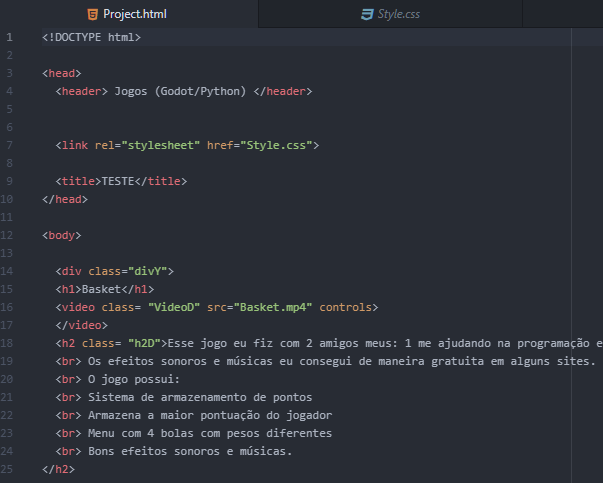 Project.html
Style.css
1 <!DOCTYPE html>
2
3 <head>
4 <header> Jogos (Godot/Python) </header>
5
6
7 <link rel="stylesheet" href="Style.css">
8
9 <title>TESTE</title>
10 </head>
11
12 <body>
13
14 <div class="divY">
15 <h1>Basket</h1>
16 <video class= "VideoD" src="Basket.mp4" controls>
17 </video>
18 <h2 class= "h2D">Esse jogo eu fiz com 2 amigos meus: 1 me ajudando na programação e
19 <br> Os efeitos sonoros e músicas eu consegui de maneira gratuita em alguns sites.
20 <br> O jogo possui:
21 <br> Sistema de armazenamento de pontos
22 <br> Armazena a maior pontuação do jogador
23 <br> Menu com 4 bolas com pesos diferentes
24 <br> Bons efeitos sonoros e músicas.
25 </h2>